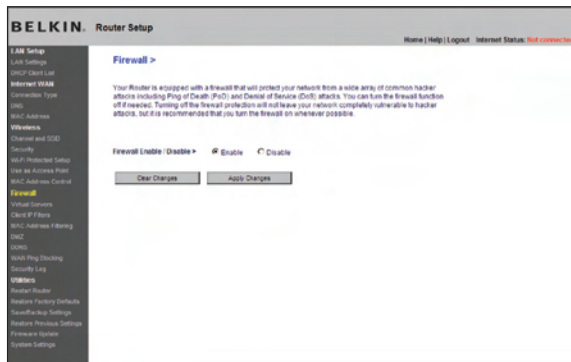 BELKIN. Router Setup
Home | Help | Logout Internet Status: Not connected
LAN Setup
LAN Settings
DHCP Client List
Internet WAN
Connection Type
DNS
MAC Address
Wireless
Channel and SSID
Security
Wi-Fi Protected Setup
Use as Access Point
MAC Address Control
Firewall
Virtual Servers
Client IP Filters
MAC Address Filtering
DMZ
DDNS
WAN Ping Blocking
Security Log
Utilities
Restart Router
Restore Factory Defaults
Save/Backup Settings
Restore Previous Settings
Firmware Update
System Settings
Firewall >
Your Router is equipped with a firewall that will protect your network from a wide array of common hacker
attacks including Ping of Death (PoD) and Denial of Service (DoS) attacks. You can turn the firewall function
off if needed. Turning off the firewall protection will not leave your network completely vulnerable to hacker
attacks, but it is recommended that you turn the firewall on whenever possible.
Firewall Enable / Disable > Enable Disable
Clear Changes Apply Changes